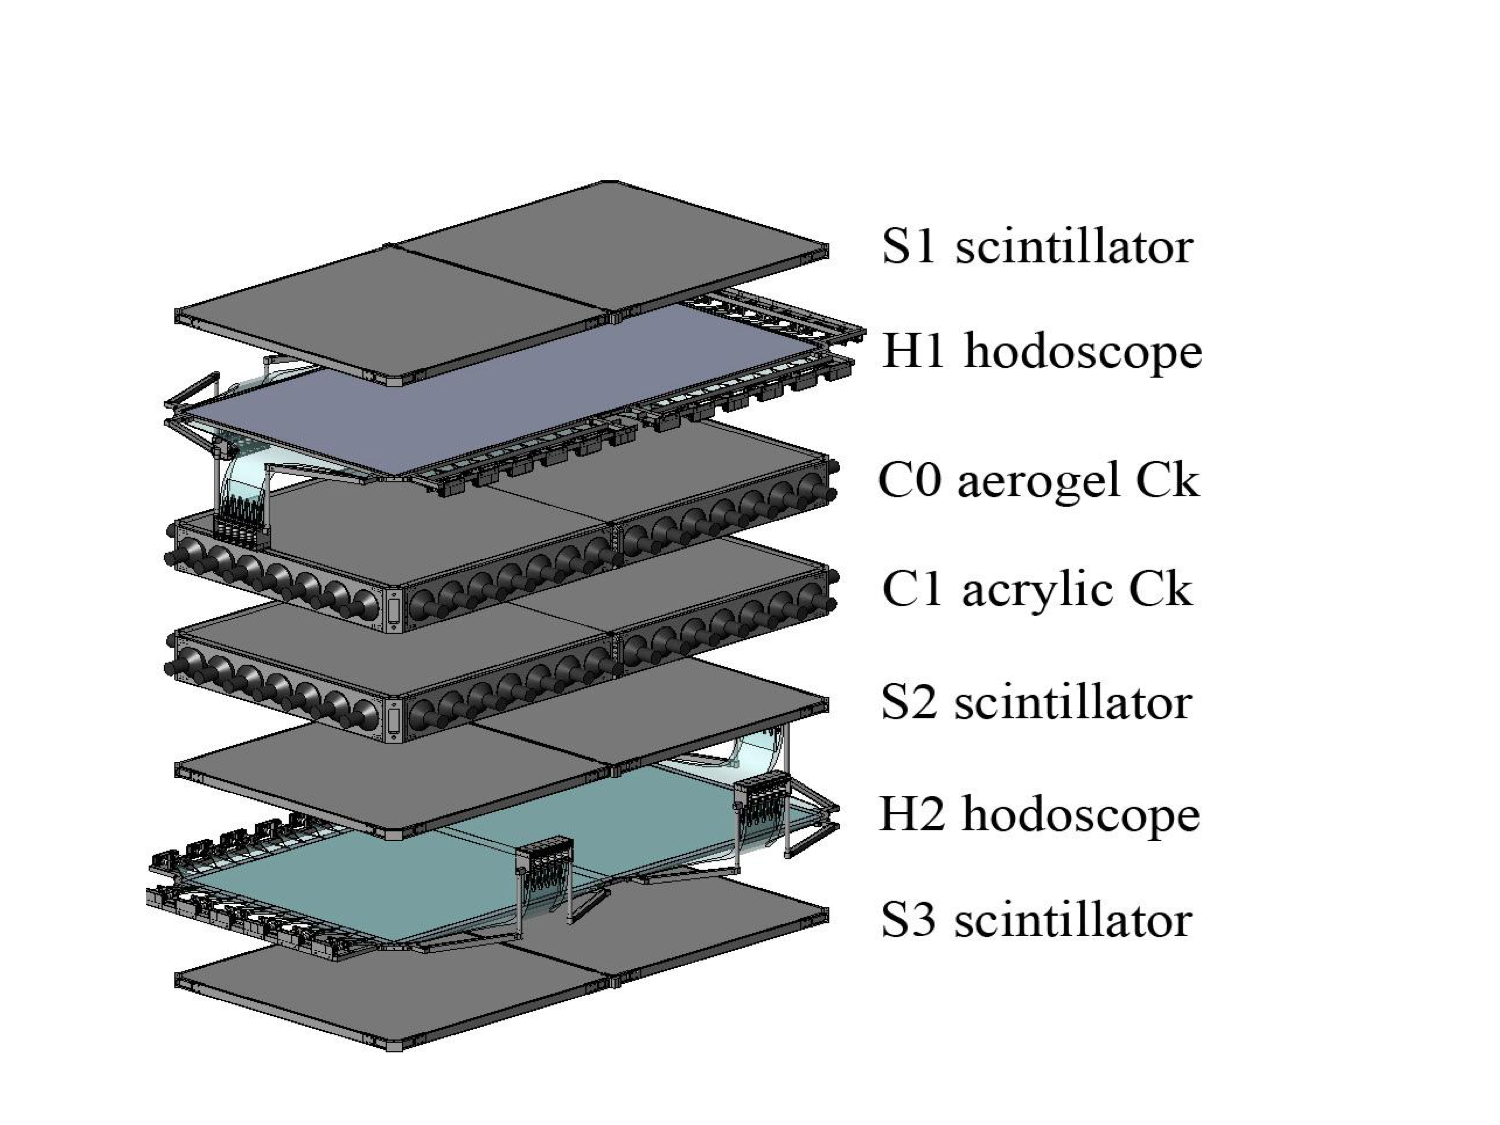 S1 scintillator
H1 hodoscope
C0 aerogel Ck
C1 acrylic Ck
S2 scintillator
H2 hodoscope
S3 scintillator